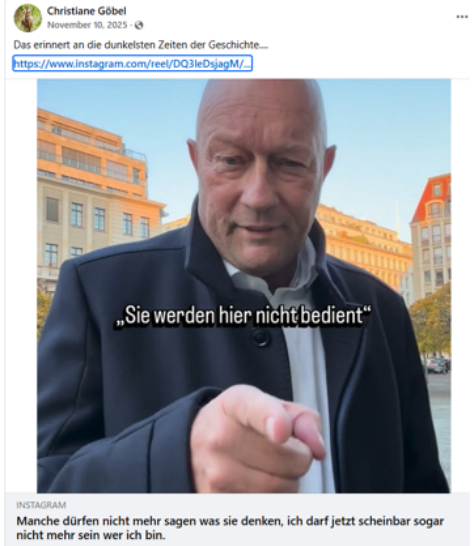 Christiane Göbel
November 10, 2025 ·
Das erinnert an die dunkelsten Zeiten der Geschichte....
https://www.instagram.com/reel/DQ3leDsjagM/...
„Sie werden hier nicht bedient“
INSTAGRAM
Manche dürfen nicht mehr sagen was sie denken, ich darf jetzt scheinbar sogar
nicht mehr sein wer ich bin.